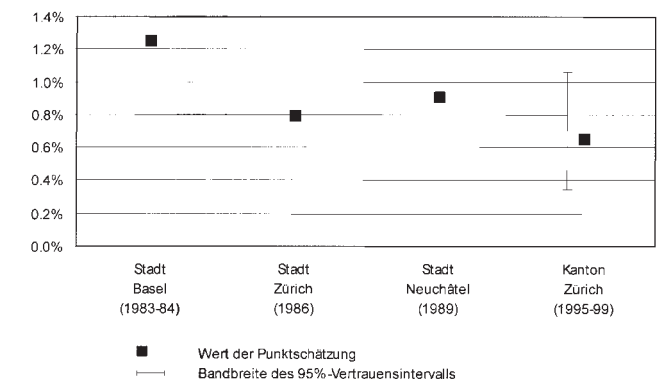 1.4%
1.2%
1.0%
0.8%
0.6%
0.4%
0.2%
0.0%
Stadt
Basel
(1983-84)
Stadt
Zürich
(1986)
Stadt
Neuchâtel
(1989)
Kanton
Zürich
(1995-99)
Wert der Punktschätzung
Bandbreite des 95%-Vertrauensintervalls